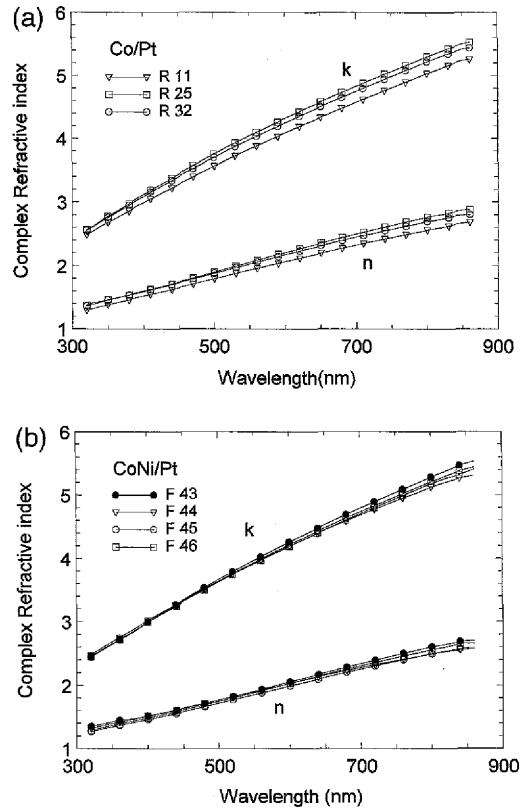 (a)
Complex Refractive index
6
5
4
3
2
1
Co/Pt
R 11
R 25
R 32
k
n
300
500
700
900
Wavelength(nm)
(b)
Complex Refractive index
6
5
4
3
2
1
CoNi/Pt
F 43
F 44
F 45
F 46
k
n
300
500
700
900
Wavelength(nm)